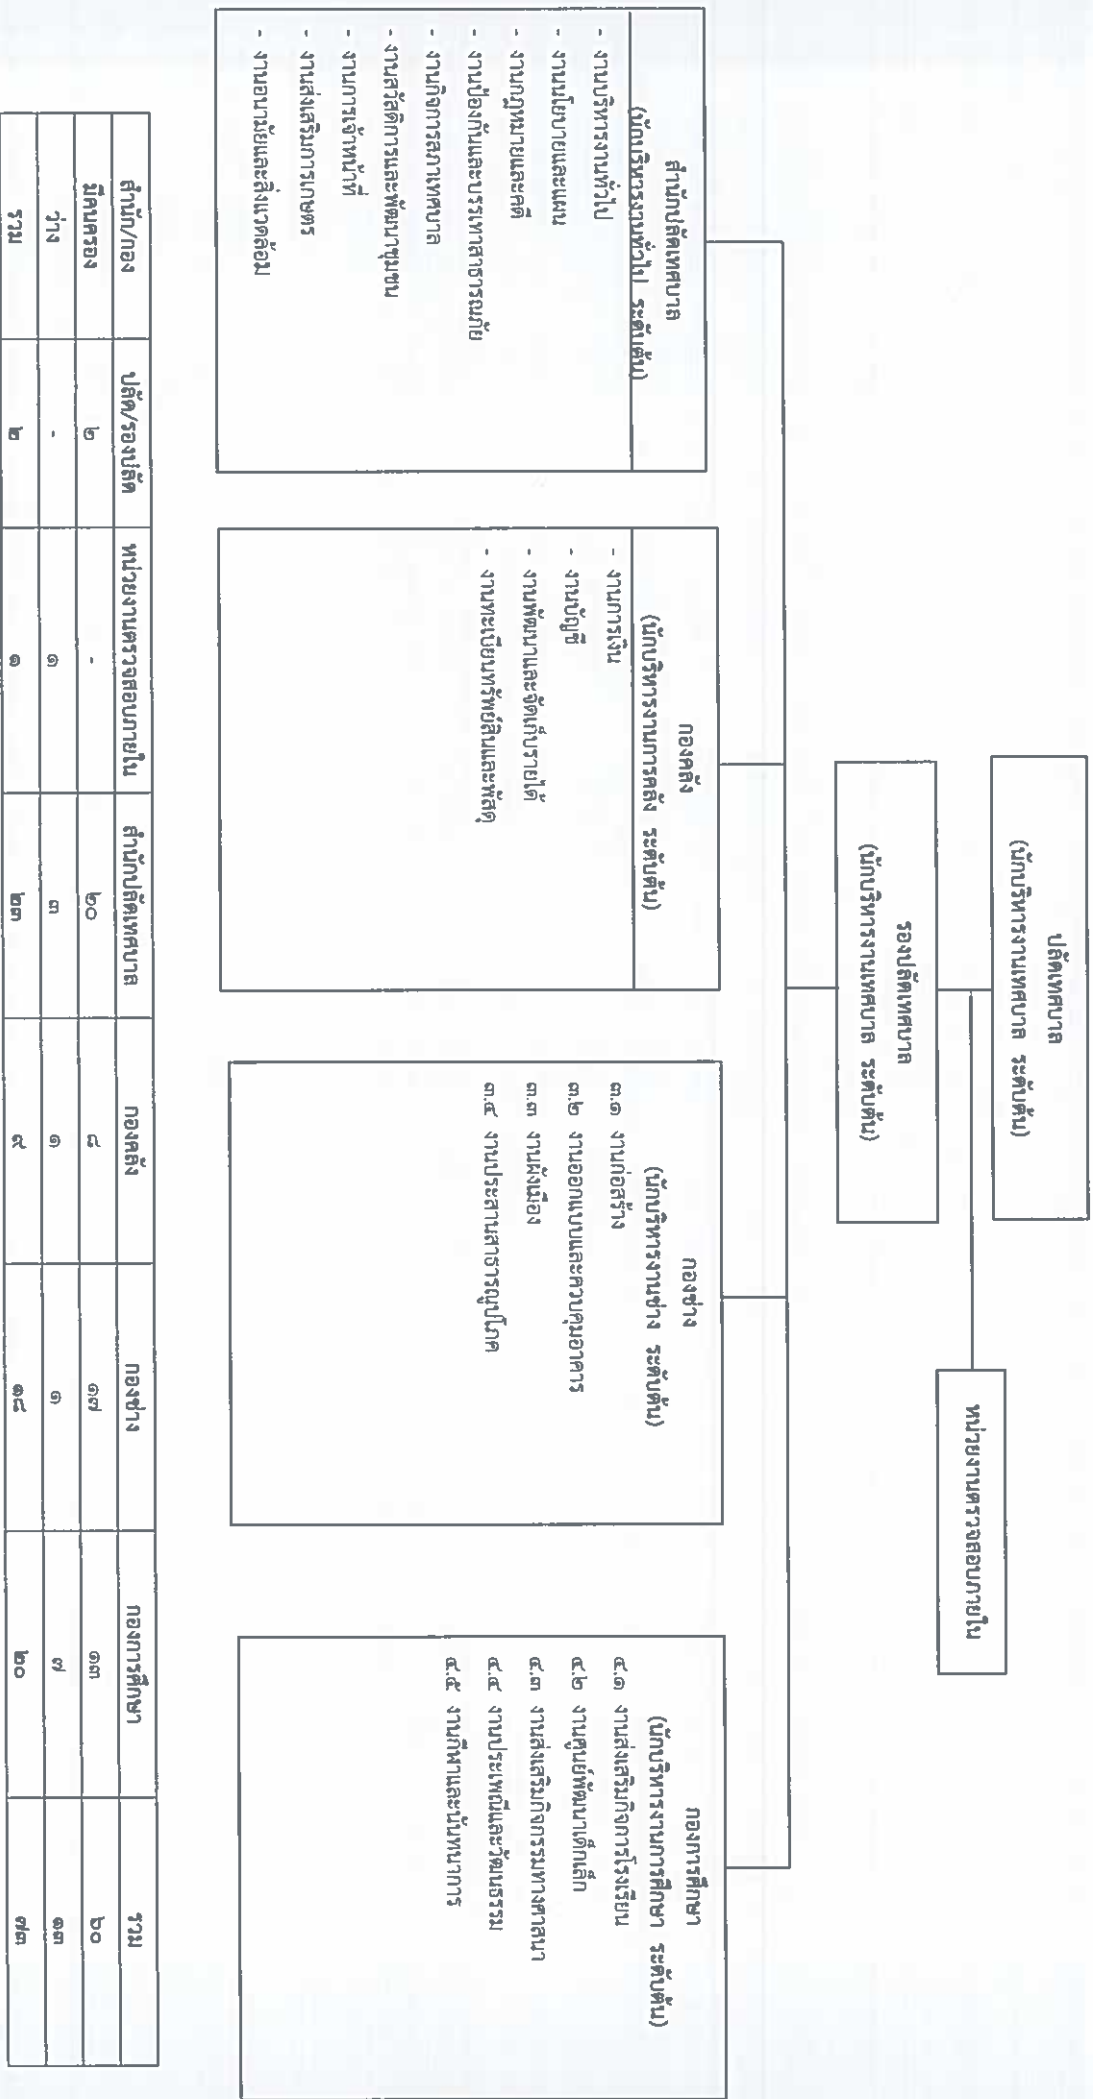 ปลัดเทศบาล
(นักบริหารงานเทศบาล ระดับต้น)
หน่วยงานตรวจสอบภายใน
รองปลัดเทศบาล
(นักบริหารงานเทศบาล ระดับต้น)
สำนักปลัดเทศบาล
(นักบริหารงานทั่วไป ระดับต้น)
- งานบริหารงานทั่วไป
- งานนโยบายและแผน
- งานกฎหมายและคดี
- งานป้องกันและบรรเทาสาธารณภัย
- งานกิจการสภาเทศบาล
- งานสวัสดิการและพัฒนาชุมชน
- งานการเจ้าหน้าที่
- งานส่งเสริมการเกษตร
- งานอนามัยและสิ่งแวดล้อม
กองคลัง
(นักบริหารงานการคลัง ระดับต้น)
- งานการเงิน
- งานบัญชี
- งานพัฒนาและจัดเก็บรายได้
- งานทะเบียนทรัพย์สินและพัสดุ
กองช่าง
(นักบริหารงานช่าง ระดับต้น)
๓.๑ งานก่อสร้าง
๓.๒ งานออกแบบและควบคุมอาคาร
๓.๓ งานผังเมือง
๓.๔ งานประสานสาธารณูปโภค
กองการศึกษา
(นักบริหารงานการศึกษา ระดับต้น)
๔.๑ งานส่งเสริมกิจการโรงเรียน
๔.๒ งานศูนย์พัฒนาเด็กเล็ก
๔.๓ งานส่งเสริมกิจกรรมทางศาสนา
๔.๔ งานประเพณีและวัฒนธรรม
๔.๕ งานกีฬาและนันทนาการ
สำนัก/กอง ปลัด/รองปลัด หน่วยงานตรวจสอบภายใน สำนักปลัดเทศบาล กองคลัง กองช่าง กองการศึกษา รวม
มีคนครอง ๒ - ๒๐ ๘ ๑๗ ๑๓ ๖๐
ว่าง - ๑ ๓ ๑ ๑ ๗ ๑๓
รวม ๒ ๑ ๒๓ ๙ ๑๘ ๒๐ ๗๓